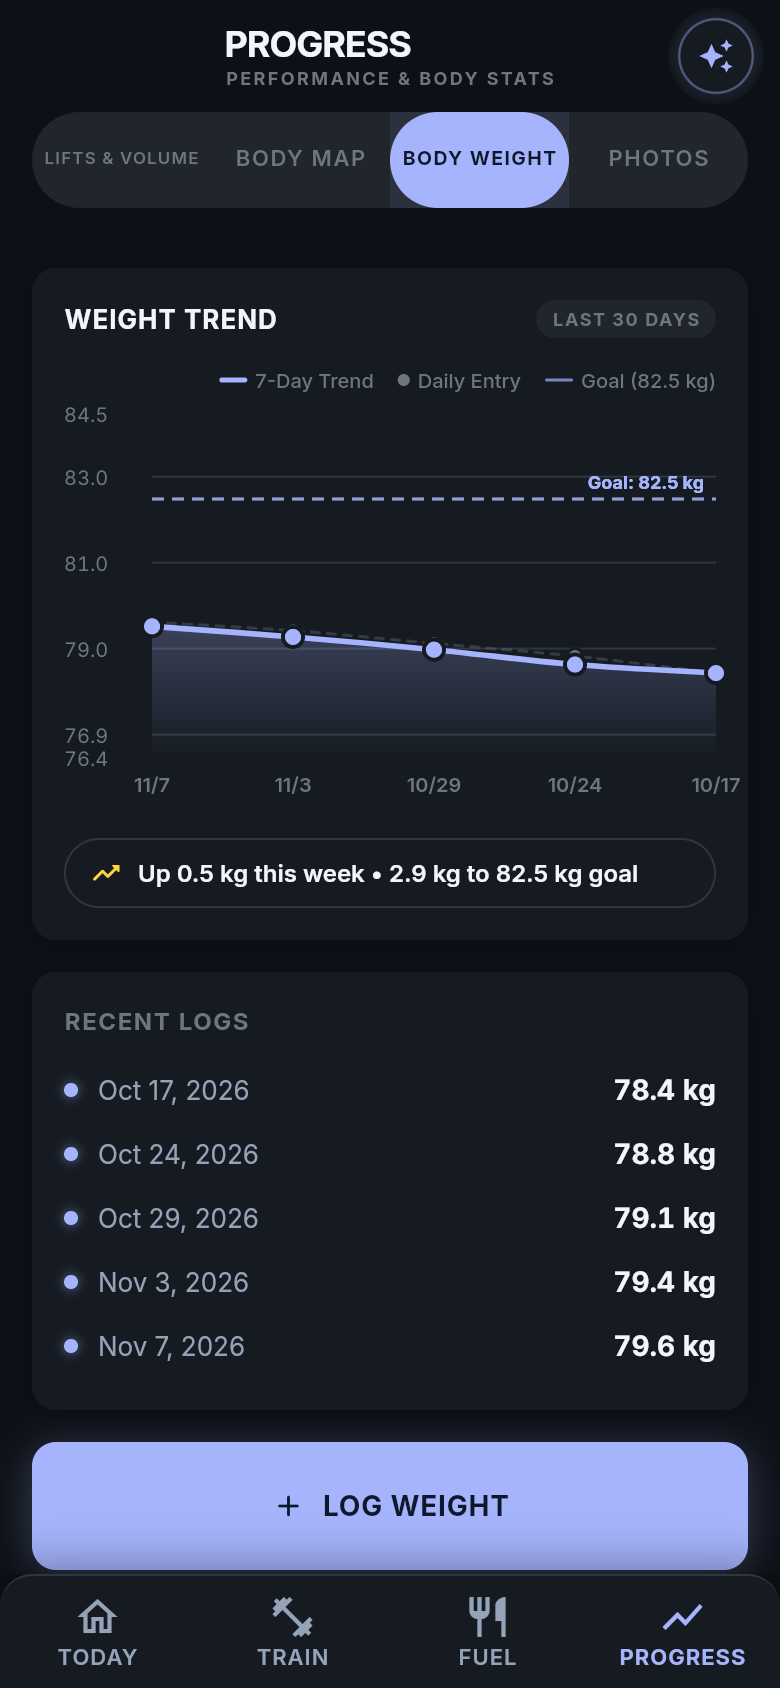 PROGRESS
PERFORMANCE & BODY STATS
LIFTS & VOLUME BODY MAP BODY WEIGHT PHOTOS
WEIGHT TREND LAST 30 DAYS
7-Day Trend Daily Entry Goal (82.5 kg)
84.5
83.0
Goal: 82.5 kg
81.0
79.0
76.9
76.4
11/7 11/3 10/29 10/24 10/17
Up 0.5 kg this week • 2.9 kg to 82.5 kg goal
RECENT LOGS
Oct 17, 2026 78.4 kg
Oct 24, 2026 78.8 kg
Oct 29, 2026 79.1 kg
Nov 3, 2026 79.4 kg
Nov 7, 2026 79.6 kg
+ LOG WEIGHT
TODAY TRAIN FUEL PROGRESS